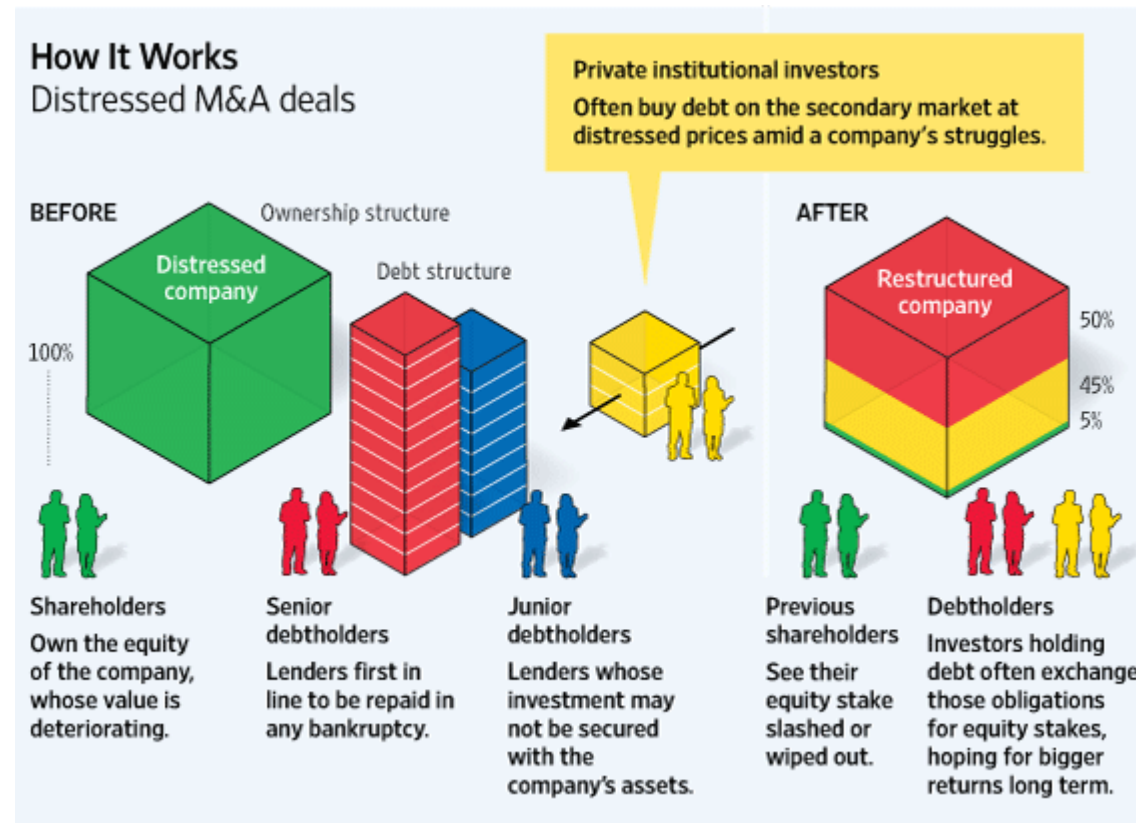 How It Works
Distressed M&A deals
Private institutional investors
Often buy debt on the secondary market at
distressed prices amid a company's struggles.
BEFORE
Ownership structure
Distressed
company
Debt structure
100%
AFTER
Restructured
company
50%
45%
5%
Shareholders
Own the equity
of the company,
whose value is
deteriorating.
Senior
debtholders
Lenders first in
line to be repaid in
any bankruptcy.
Junior
debtholders
Lenders whose
investment may
not be secured
with the
company's assets.
Previous
shareholders
See their
equity stake
slashed or
wiped out.
Debtholders
Investors holding
debt often exchange
those obligations
for equity stakes,
hoping for bigger
returns long term.